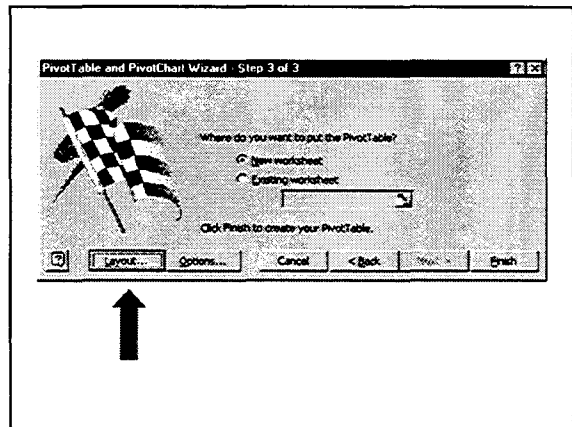 PivotTable and PivotChart Wizard - Step 3 of 3
Where do you want to put the PivotTable?
New worksheet
Existing worksheet
Click Finish to create your PivotTable.
Layout... Options... Cancel < Back Next > Finish